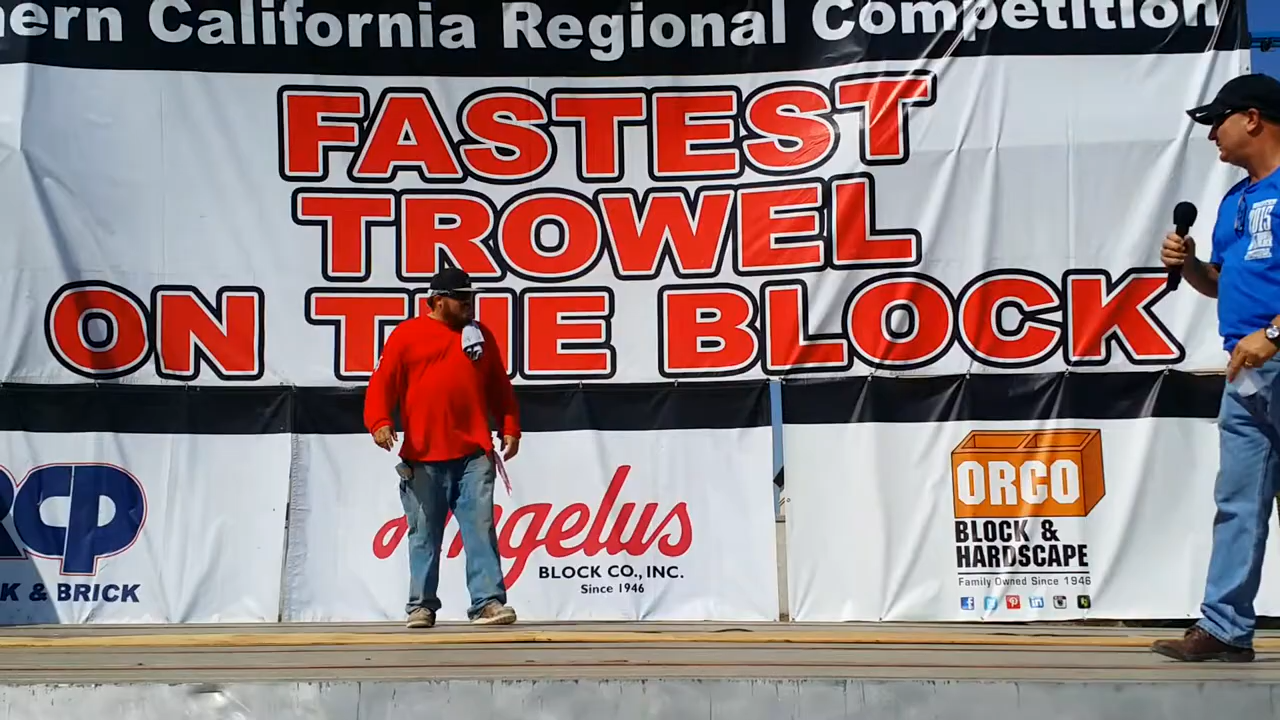 ern California Regional Competition
FASTEST
TROWEL
ON THE BLOCK
RCP
K & BRICK
Angelus
BLOCK CO., INC.
Since 1946
ORCO
BLOCK &
HARDSCAPE
Family Owned Since 1946
2015